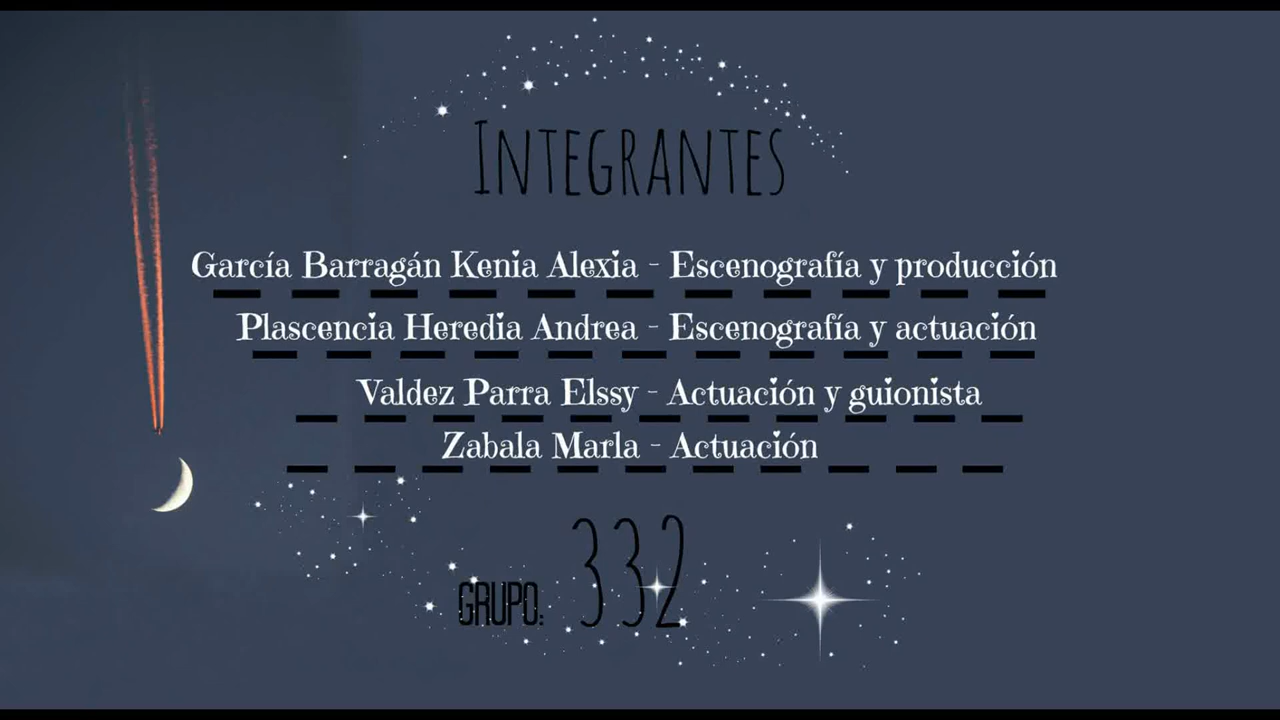 INTEGRANTES
García Barragán Kenia Alexia - Escenografía y producción
Plascencia Heredia Andrea - Escenografía y actuación
Valdez Parra Elssy - Actuación y guionista
Zabala Marla - Actuación
GRUPO: 332